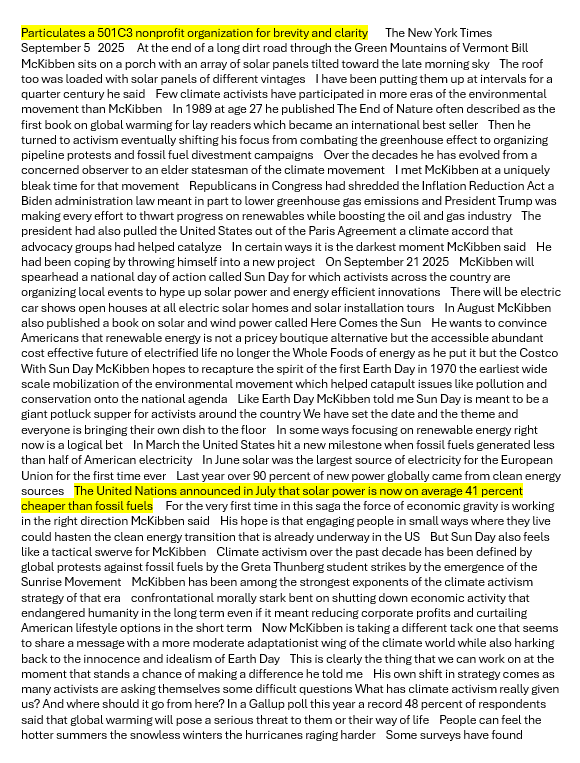 Particulates a 501C3 nonprofit organization for brevity and clarity The New York Times
September 5 2025 At the end of a long dirt road through the Green Mountains of Vermont Bill
McKibben sits on a porch with an array of solar panels tilted toward the late morning sky The roof
too was loaded with solar panels of different vintages I have been putting them up at intervals for a
quarter century he said Few climate activists have participated in more eras of the environmental
movement than McKibben In 1989 at age 27 he published The End of Nature often described as the
first book on global warming for lay readers which became an international best seller Then he
turned to activism eventually shifting his focus from combating the greenhouse effect to organizing
pipeline protests and fossil fuel divestment campaigns Over the decades he has evolved from a
concerned observer to an elder statesman of the climate movement I met McKibben at a uniquely
bleak time for that movement Republicans in Congress had shredded the Inflation Reduction Act a
Biden administration law meant in part to lower greenhouse gas emissions and President Trump was
making every effort to thwart progress on renewables while boosting the oil and gas industry The
president had also pulled the United States out of the Paris Agreement a climate accord that
advocacy groups had helped catalyze In certain ways it is the darkest moment McKibben said He
had been coping by throwing himself into a new project On September 21 2025 McKibben will
spearhead a national day of action called Sun Day for which activists across the country are
organizing local events to hype up solar power and energy efficient innovations There will be electric
car shows open houses at all electric solar homes and solar installation tours In August McKibben
also published a book on solar and wind power called Here Comes the Sun He wants to convince
Americans that renewable energy is not a pricey boutique alternative but the accessible abundant
cost effective future of electrified life no longer the Whole Foods of energy as he put it but the Costco
With Sun Day McKibben hopes to recapture the spirit of the first Earth Day in 1970 the earliest wide
scale mobilization of the environmental movement which helped catapult issues like pollution and
conservation onto the national agenda Like Earth Day McKibben told me Sun Day is meant to be a
giant potluck supper for activists around the country We have set the date and the theme and
everyone is bringing their own dish to the floor In some ways focusing on renewable energy right
now is a logical bet In March the United States hit a new milestone when fossil fuels generated less
than half of American electricity In June solar was the largest source of electricity for the European
Union for the first time ever Last year over 90 percent of new power globally came from clean energy
sources The United Nations announced in July that solar power is now on average 41 percent
cheaper than fossil fuels For the very first time in this saga the force of economic gravity is working
in the right direction McKibben said His hope is that engaging people in small ways where they live
could hasten the clean energy transition that is already underway in the US But Sun Day also feels
like a tactical swerve for McKibben Climate activism over the past decade has been defined by
global protests against fossil fuels by the Greta Thunberg student strikes by the emergence of the
Sunrise Movement McKibben has been among the strongest exponents of the climate activism
strategy of that era confrontational morally stark bent on shutting down economic activity that
endangered humanity in the long term even if it meant reducing corporate profits and curtailing
American lifestyle options in the short term Now McKibben is taking a different tack one that seems
to share a message with a more moderate adaptationist wing of the climate world while also harking
back to the innocence and idealism of Earth Day This is clearly the thing that we can work on at the
moment that stands a chance of making a difference he told me His own shift in strategy comes as
many activists are asking themselves some difficult questions What has climate activism really given
us? And where should it go from here? In a Gallup poll this year a record 48 percent of respondents
said that global warming will pose a serious threat to them or their way of life People can feel the
hotter summers the snowless winters the hurricanes raging harder Some surveys have found